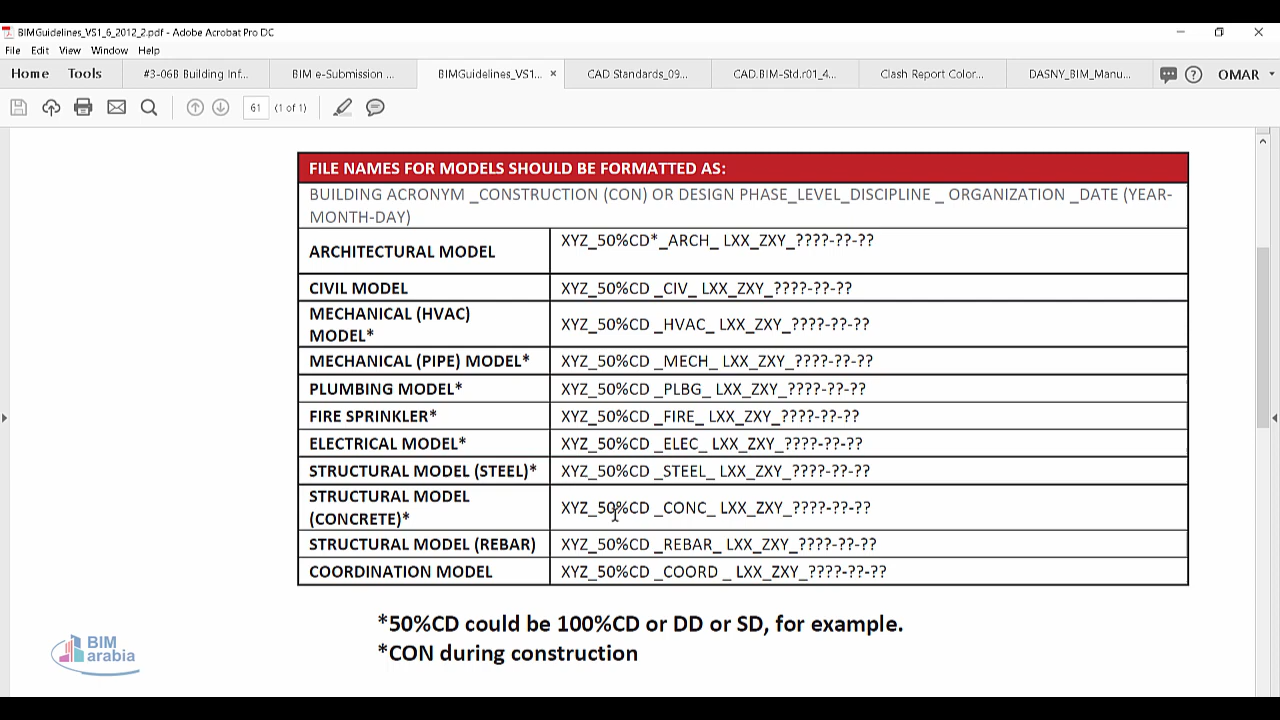 BIMGuidelines_VS1_6_2012_2.pdf - Adobe Acrobat Pro DC
File Edit View Window Help
Home Tools #3-06B Building Inf... BIM e-Submission ... BIMGuidelines_VS1... × CAD Standards_09... CAD.BIM-Std.r01_4... Clash Report Color... DASNY_BIM_Manu... OMAR
61 (1 of 1)
FILE NAMES FOR MODELS SHOULD BE FORMATTED AS:
BUILDING ACRONYM _CONSTRUCTION (CON) OR DESIGN PHASE_LEVEL_DISCIPLINE _ ORGANIZATION _DATE (YEAR-
MONTH-DAY)
ARCHITECTURAL MODEL XYZ_50%CD*_ARCH_ LXX_ZXY_????-??-??
CIVIL MODEL XYZ_50%CD _CIV_ LXX_ZXY_????-??-??
MECHANICAL (HVAC)
MODEL* XYZ_50%CD _HVAC_ LXX_ZXY_????-??-??
MECHANICAL (PIPE) MODEL* XYZ_50%CD _MECH_ LXX_ZXY_????-??-??
PLUMBING MODEL* XYZ_50%CD _PLBG_ LXX_ZXY_????-??-??
FIRE SPRINKLER* XYZ_50%CD _FIRE_ LXX_ZXY_????-??-??
ELECTRICAL MODEL* XYZ_50%CD _ELEC_ LXX_ZXY_????-??-??
STRUCTURAL MODEL (STEEL)* XYZ_50%CD _STEEL_ LXX_ZXY_????-??-??
STRUCTURAL MODEL
(CONCRETE)* XYZ_50%CD _CONC_ LXX_ZXY_????-??-??
STRUCTURAL MODEL (REBAR) XYZ_50%CD _REBAR_ LXX_ZXY_????-??-??
COORDINATION MODEL XYZ_50%CD _COORD _ LXX_ZXY_????-??-??
*50%CD could be 100%CD or DD or SD, for example.
*CON during construction
BIM
arabia